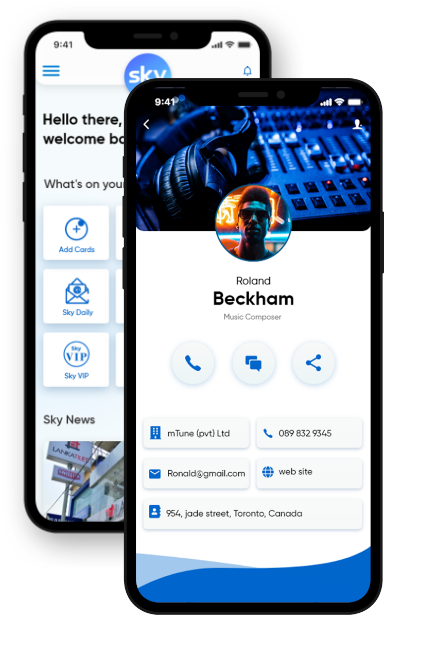 9:41
sky
Hello there,
welcome ba
What's on your
Add Cards
Sky Daily
Sky
VIP
Sky VIP
Sky News
9:41
Roland
Beckham
Music Composer
mTune (pvt) Ltd
089 832 9345
Ronald@gmail.com
web site
954, jade street, Toronto, Canada